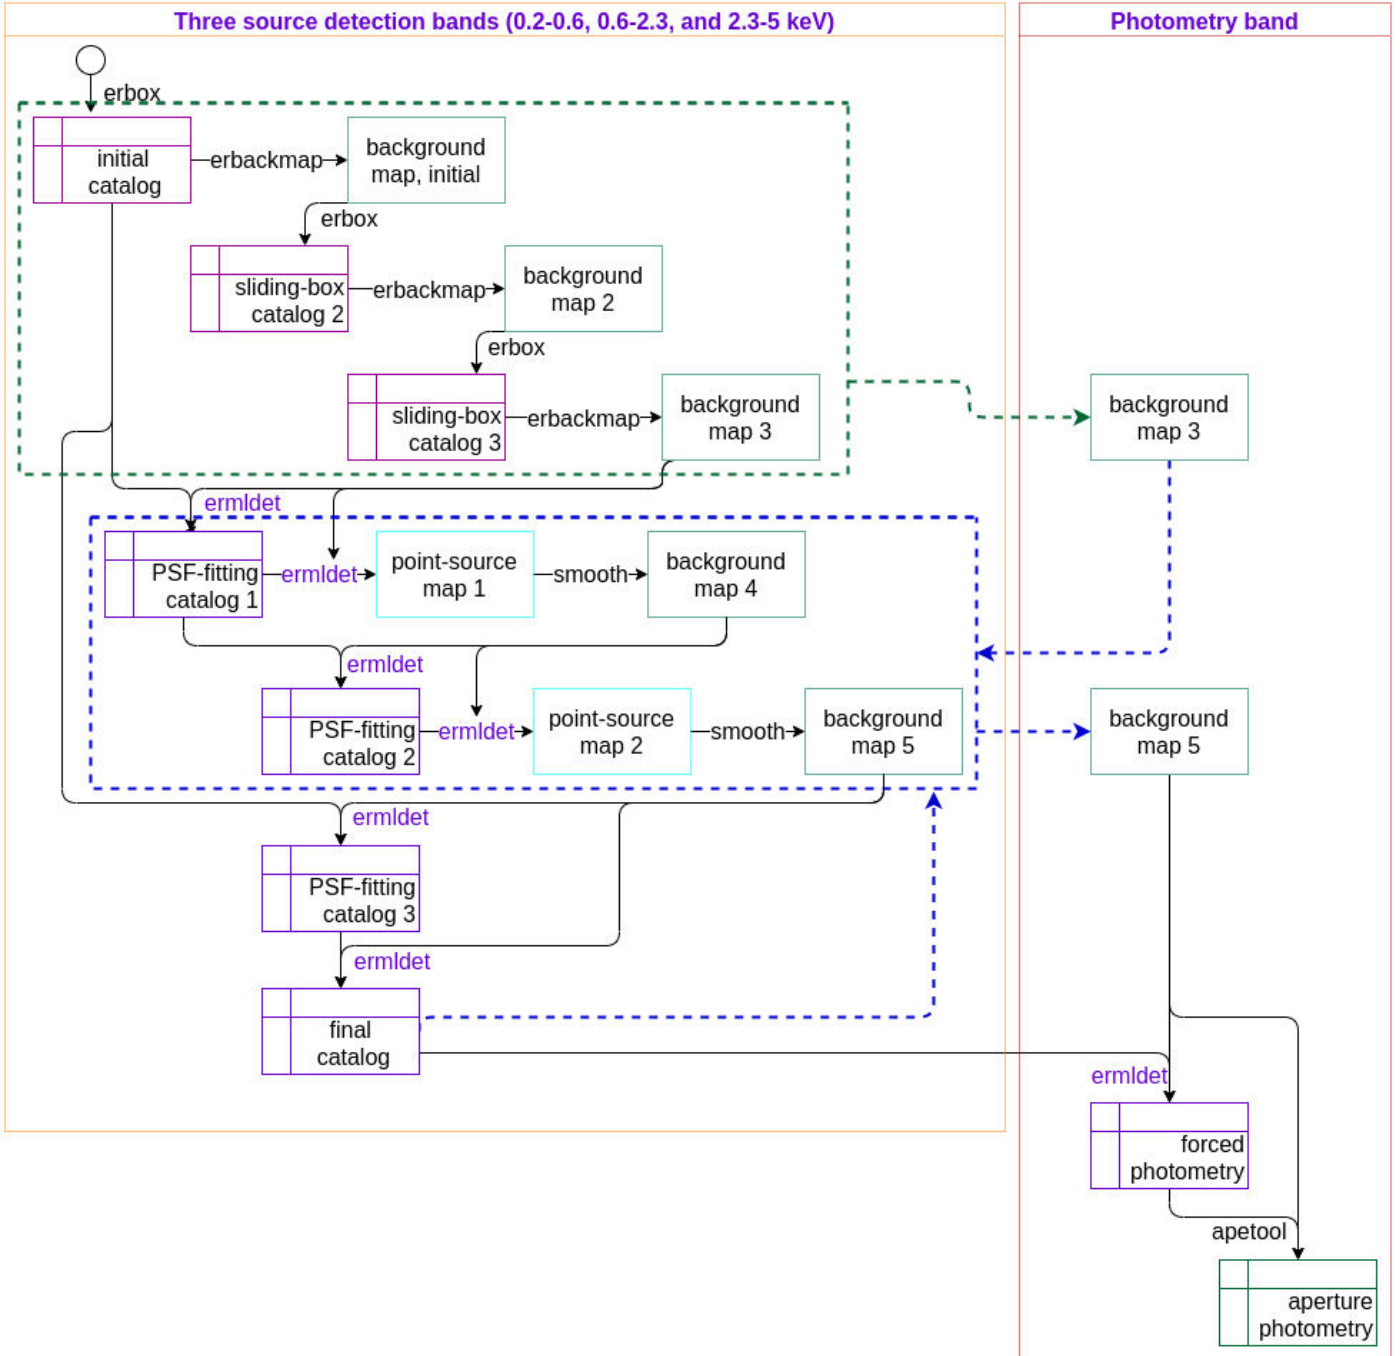 Three source detection bands (0.2-0.6, 0.6-2.3, and 2.3-5 keV)
Photometry band
erbox
initial
catalog
erbackmap
background
map, initial
erbox
sliding-box
catalog 2
erbackmap
background
map 2
erbox
sliding-box
catalog 3
erbackmap
background
map 3
background
map 3
ermldet
PSF-fitting
catalog 1
ermldet
point-source
map 1
smooth
background
map 4
ermldet
PSF-fitting
catalog 2
ermldet
point-source
map 2
smooth
background
map 5
background
map 5
ermldet
PSF-fitting
catalog 3
ermldet
final
catalog
ermldet
forced
photometry
apetool
aperture
photometry